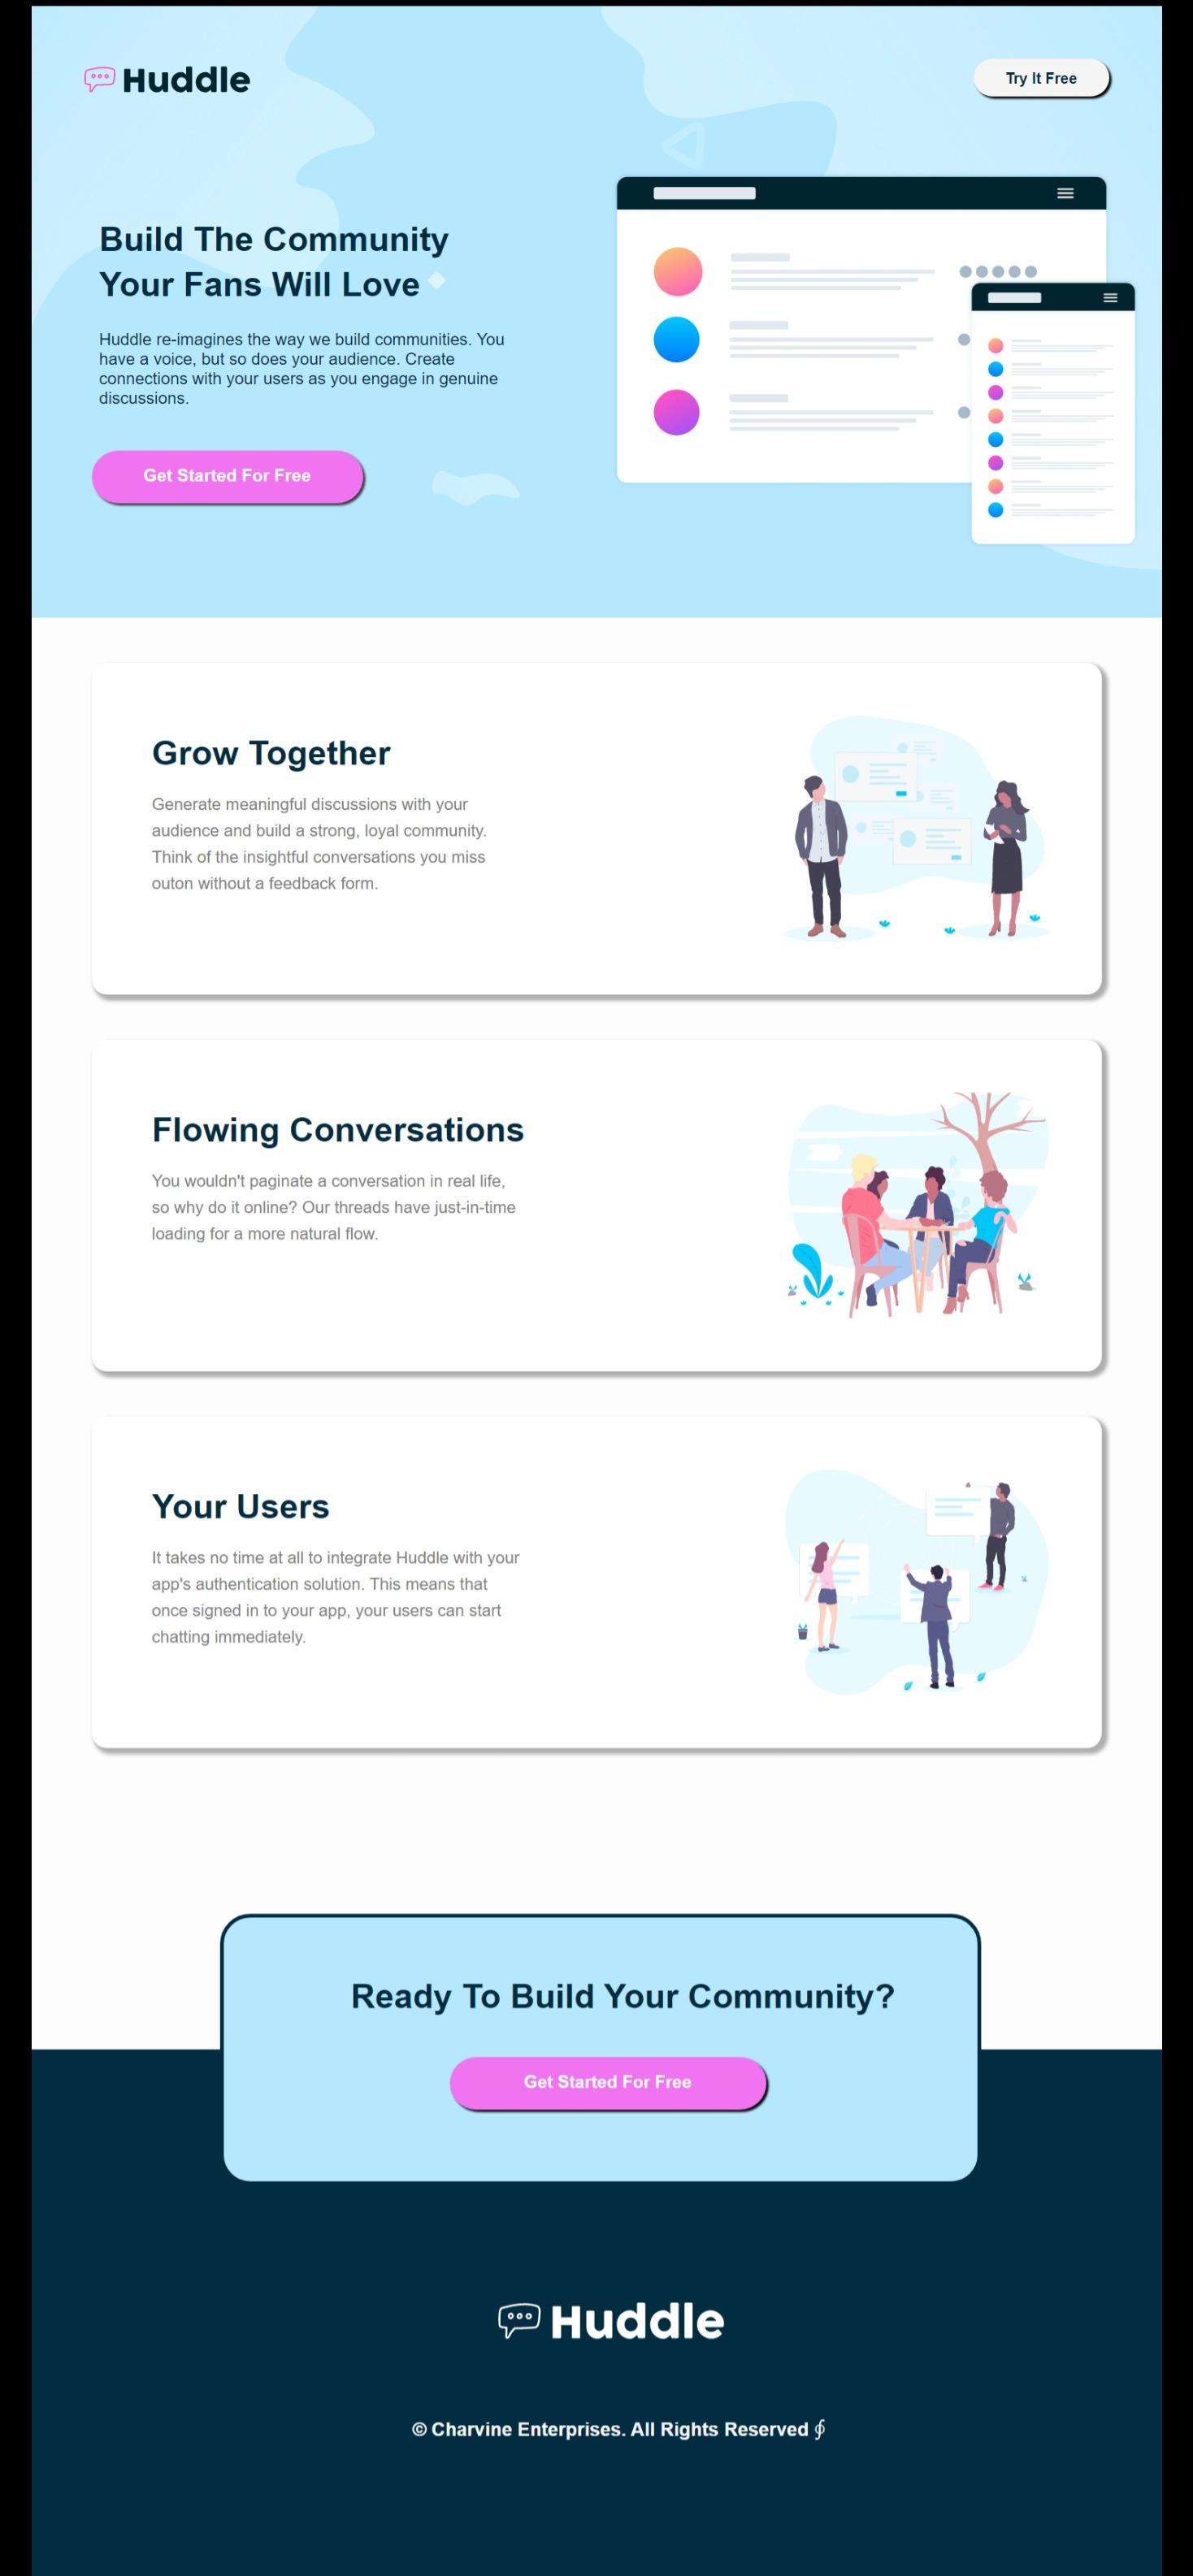 Huddle
Try It Free
Build The Community
Your Fans Will Love
Huddle re-imagines the way we build communities. You
have a voice, but so does your audience. Create
connections with your users as you engage in genuine
discussions.
Get Started For Free
Grow Together
Generate meaningful discussions with your
audience and build a strong, loyal community.
Think of the insightful conversations you miss
outon without a feedback form.
Flowing Conversations
You wouldn't paginate a conversation in real life,
so why do it online? Our threads have just-in-time
loading for a more natural flow.
Your Users
It takes no time at all to integrate Huddle with your
app's authentication solution. This means that
once signed in to your app, your users can start
chatting immediately.
Ready To Build Your Community?
Get Started For Free
Huddle
© Charvine Enterprises. All Rights Reserved ∮